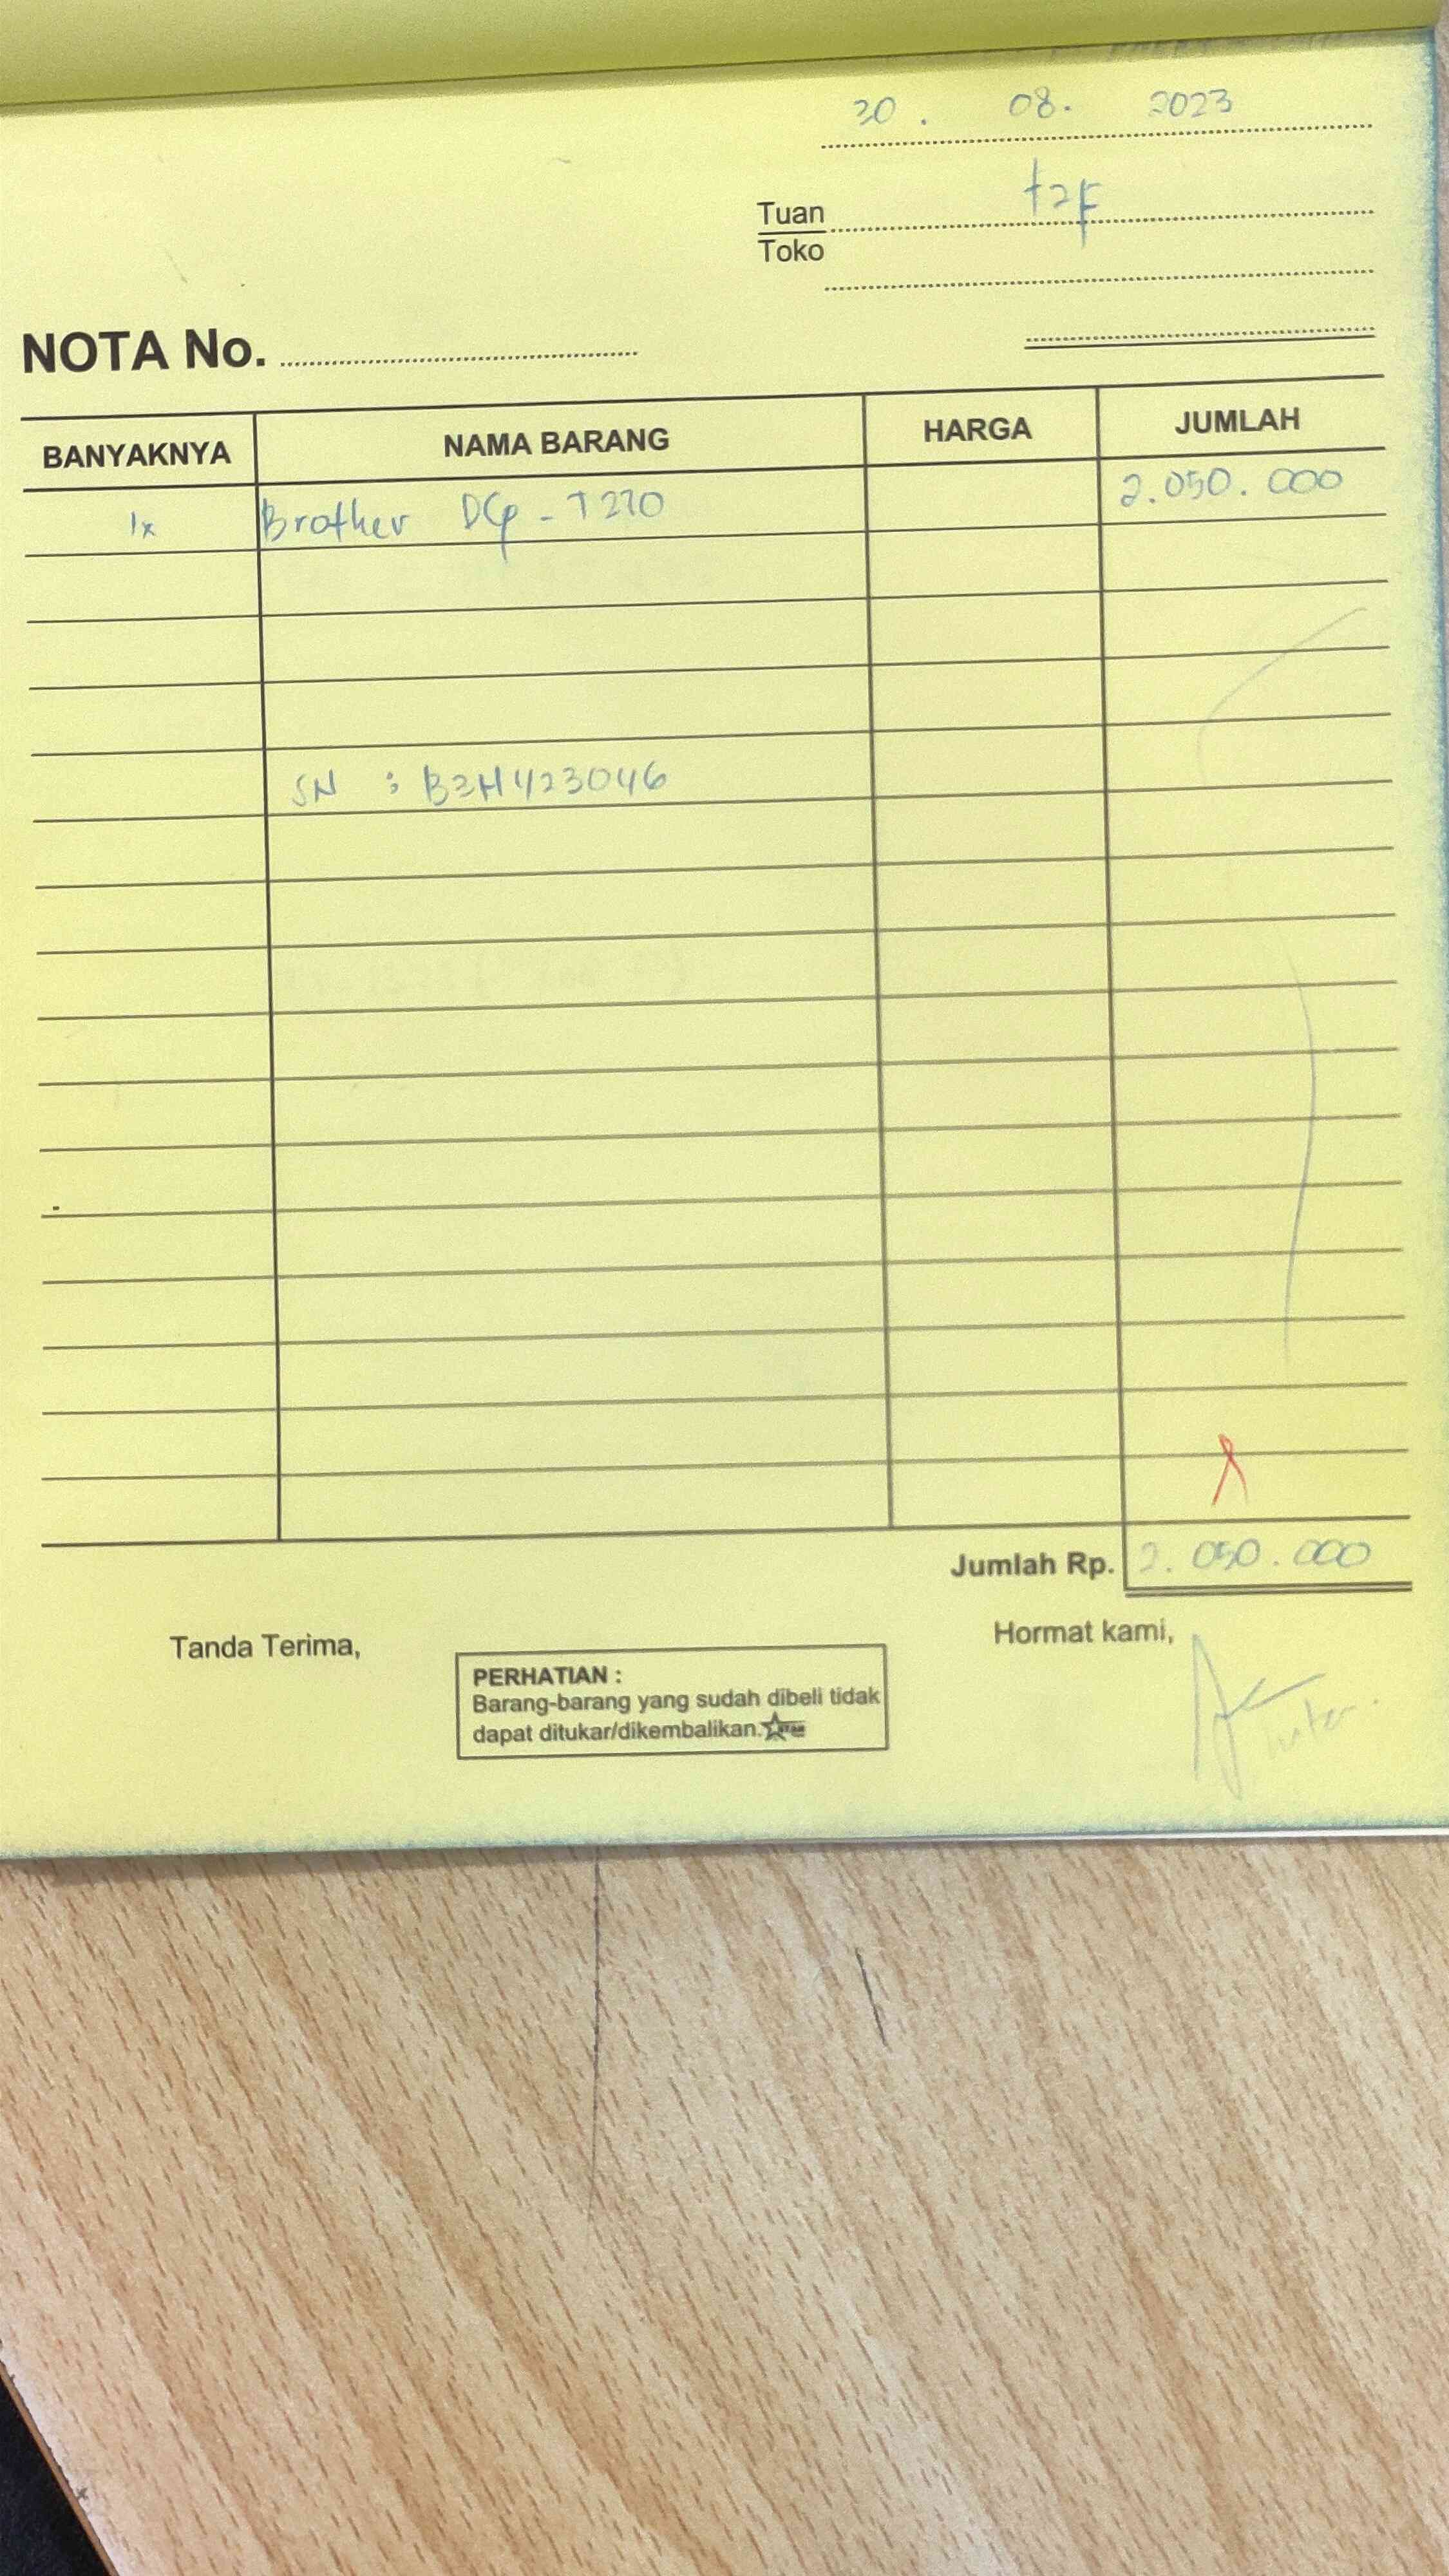 30. 08. 2023
Tuan t2f
Toko
NOTA No.
BANYAKNYA NAMA BARANG HARGA JUMLAH
1x Brother DCp - T220 2.050.000
SN : B3H423046
Jumlah Rp. 2.050.000
Tanda Terima, Hormat kami,
PERHATIAN :
Barang-barang yang sudah dibeli tidak
dapat ditukar/dikembalikan.